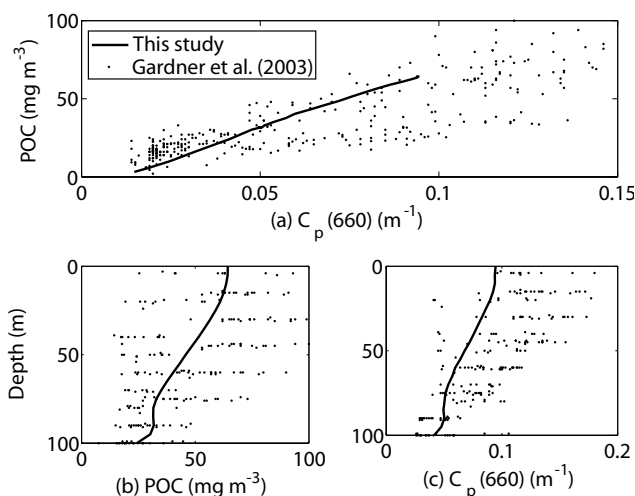 100
This study
Gardner et al. (2003)
POC (mg m⁻³)
50
0
0 0.05 0.1 0.15
(a) C_p (660) (m⁻¹)
0
50
100
Depth (m)
0 50 100
(b) POC (mg m⁻³)
0
50
100
0 0.1 0.2
(c) C_p (660) (m⁻¹)